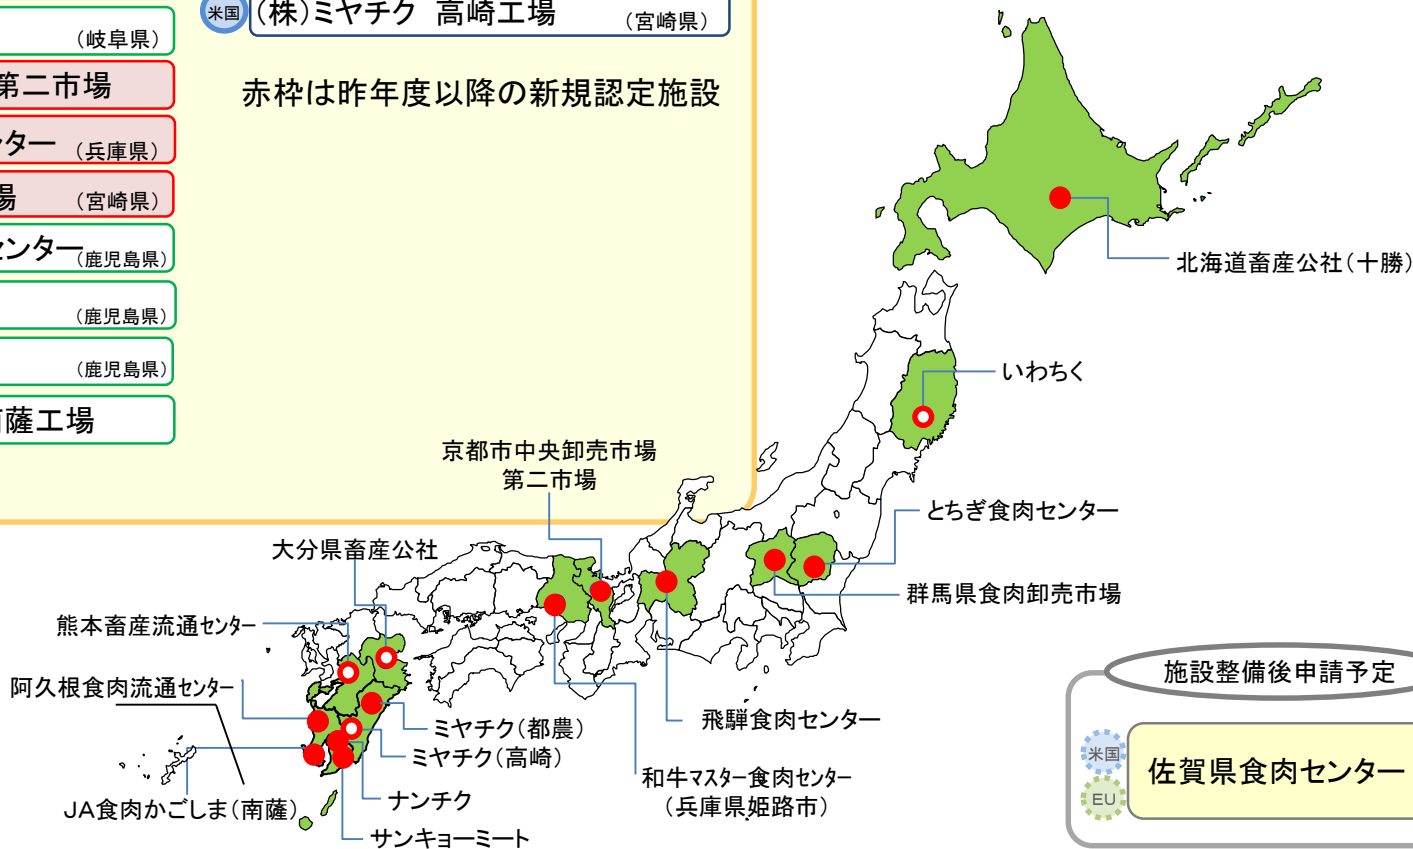 米国
(株)ミヤチク 高崎工場 (宮崎県)
(岐阜県)
第二市場
赤枠は昨年度以降の新規認定施設
ター (兵庫県)
場 (宮崎県)
センター(鹿児島県)
(鹿児島県)
(鹿児島県)
薩工場
北海道畜産公社(十勝)
いわちく
京都市中央卸売市場
第二市場
とちぎ食肉センター
大分県畜産公社
群馬県食肉卸売市場
熊本畜産流通センター
阿久根食肉流通センター
ミヤチク(都農)
飛騨食肉センター
ミヤチク(高崎)
和牛マスター食肉センター
(兵庫県姫路市)
ナンチク
JA食肉かごしま(南薩)
サンキョーミート
施設整備後申請予定
米国
EU
佐賀県食肉センター